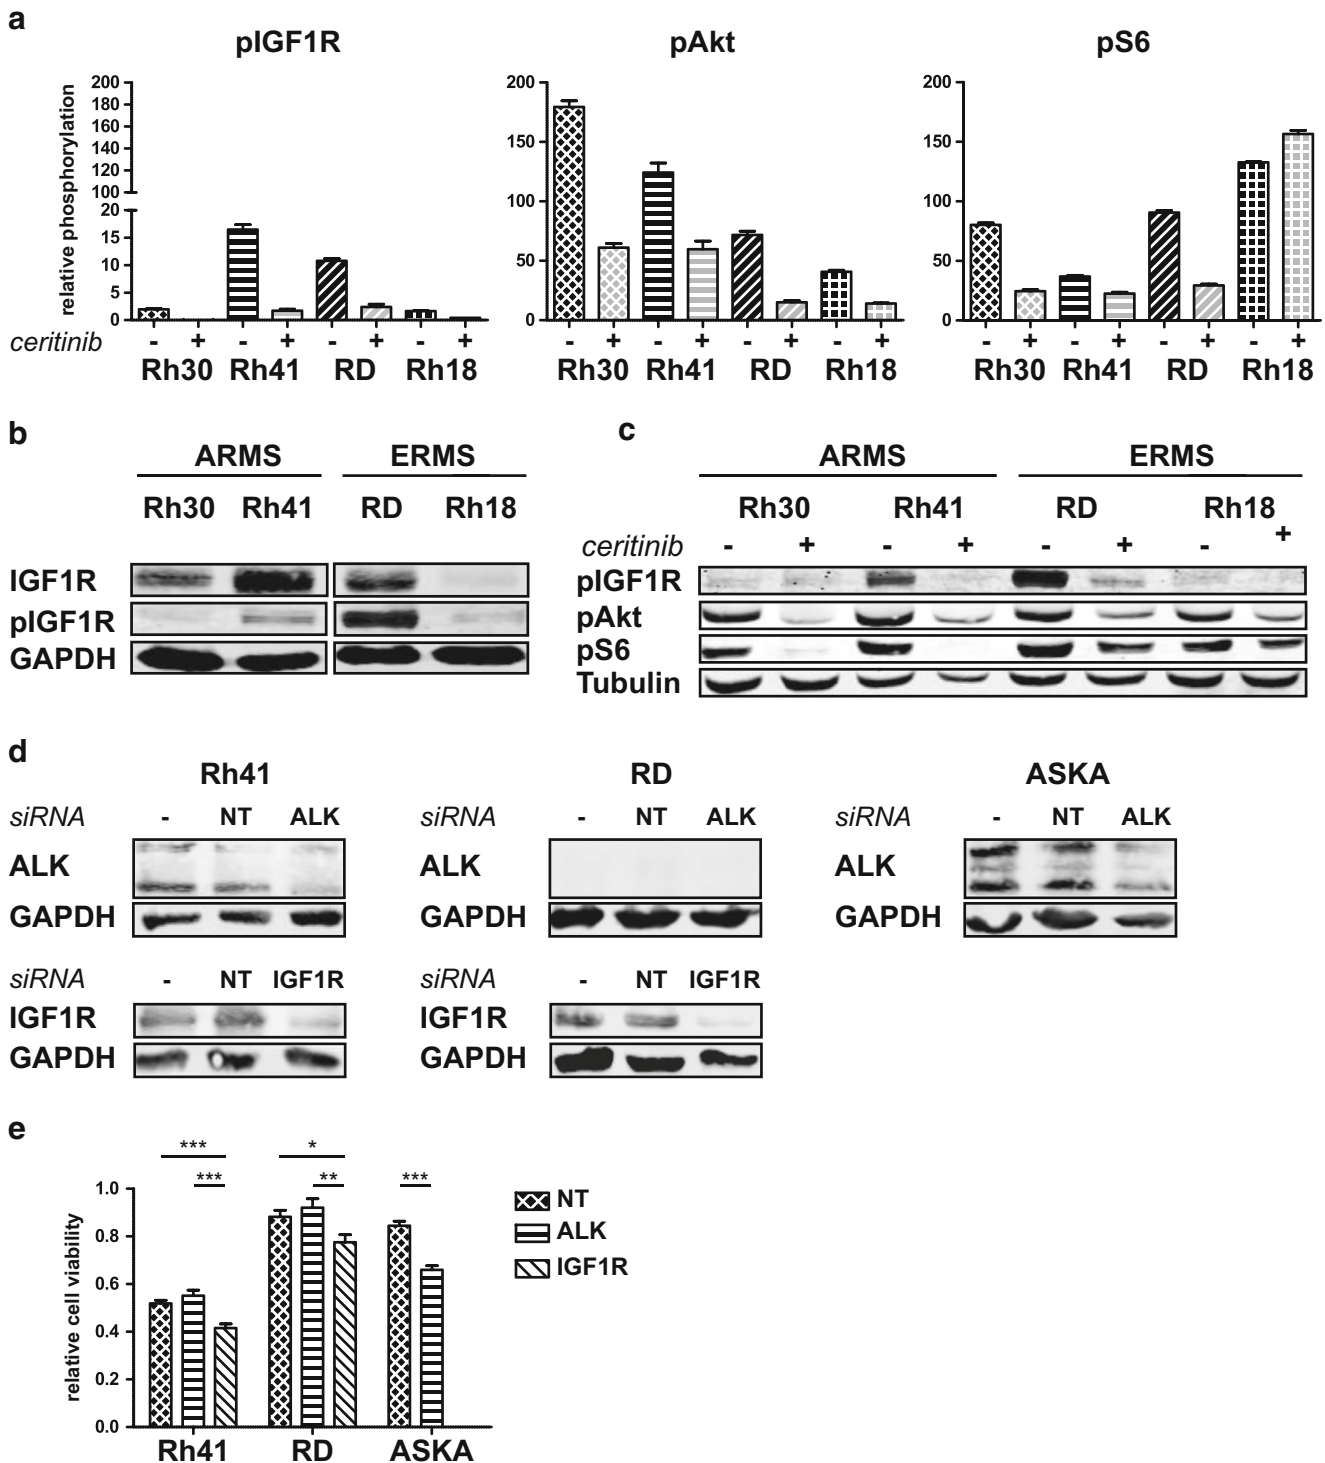 a
pIGF1R
pAkt
pS6
relative phosphorylation
200
180
160
140
120
100
20
15
10
5
0
200
150
100
50
0
200
150
100
50
0
ceritinib - + - + - + - +
- + - + - + - +
- + - + - + - +
Rh30 Rh41 RD Rh18
Rh30 Rh41 RD Rh18
Rh30 Rh41 RD Rh18
b
ARMS ERMS
Rh30 Rh41 RD Rh18
IGF1R
pIGF1R
GAPDH
c
ARMS ERMS
Rh30 Rh41 RD Rh18
ceritinib - + - + - + - +
pIGF1R
pAkt
pS6
Tubulin
d
Rh41
siRNA - NT ALK
ALK
GAPDH
siRNA - NT IGF1R
IGF1R
GAPDH
RD
siRNA - NT ALK
ALK
GAPDH
siRNA - NT IGF1R
IGF1R
GAPDH
ASKA
siRNA - NT ALK
ALK
GAPDH
e
*** * 
*** ** ***
relative cell viability
1.0
0.8
0.6
0.4
0.2
0.0
Rh41 RD ASKA
NT
ALK
IGF1R